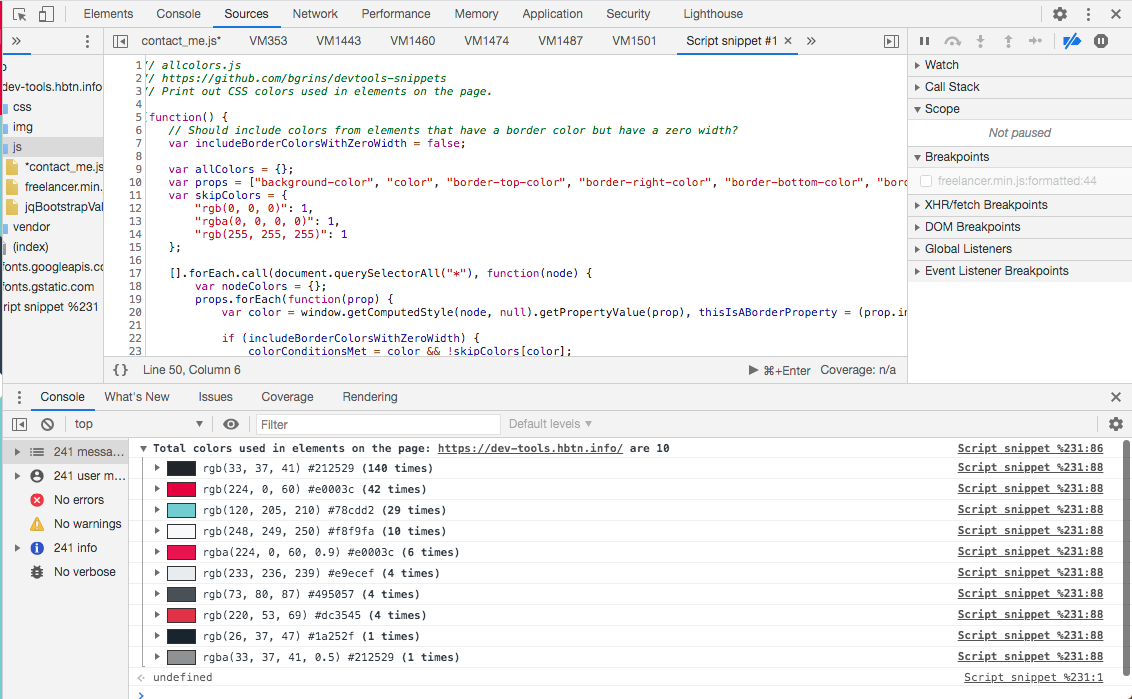 Elements Console Sources Network Performance Memory Application Security Lighthouse
» contact_me.js* VM353 VM1443 VM1460 VM1474 VM1487 VM1501 Script snippet #1 × »
dev-tools.hbtn.info
css
img
js
*contact_me.js
freelancer.min.
jqBootstrapVal
vendor
(index)
fonts.googleapis.co
fonts.gstatic.com
ript snippet %231
1 // allcolors.js
2 // https://github.com/bgrins/devtools-snippets
3 // Print out CSS colors used in elements on the page.
4
5 (function() {
6 // Should include colors from elements that have a border color but have a zero width?
7 var includeBorderColorsWithZeroWidth = false;
8
9 var allColors = {};
10 var props = ["background-color", "color", "border-top-color", "border-right-color", "border-bottom-color", "bor
11 var skipColors = {
12 "rgb(0, 0, 0)": 1,
13 "rgba(0, 0, 0, 0)": 1,
14 "rgb(255, 255, 255)": 1
15 };
16
17 [].forEach.call(document.querySelectorAll("*"), function(node) {
18 var nodeColors = {};
19 props.forEach(function(prop) {
20 var color = window.getComputedStyle(node, null).getPropertyValue(prop), thisIsABorderProperty = (prop.in
21
22 if (includeBorderColorsWithZeroWidth) {
23 colorConditionsMet = color && !skipColors[color];
{} Line 50, Column 6 ⌘+Enter Coverage: n/a
Watch
Call Stack
Scope
Not paused
Breakpoints
freelancer.min.js:formatted:44
XHR/fetch Breakpoints
DOM Breakpoints
Global Listeners
Event Listener Breakpoints
Console What's New Issues Coverage Rendering
top Filter Default levels
241 messa...
241 user m...
No errors
No warnings
241 info
No verbose
Total colors used in elements on the page: https://dev-tools.hbtn.info/ are 10 Script snippet %231:86
rgb(33, 37, 41) #212529 (140 times) Script snippet %231:88
rgb(224, 0, 60) #e0003c (42 times) Script snippet %231:88
rgb(120, 205, 210) #78cdd2 (29 times) Script snippet %231:88
rgb(248, 249, 250) #f8f9fa (10 times) Script snippet %231:88
rgba(224, 0, 60, 0.9) #e0003c (6 times) Script snippet %231:88
rgb(233, 236, 239) #e9ecef (4 times) Script snippet %231:88
rgb(73, 80, 87) #495057 (4 times) Script snippet %231:88
rgb(220, 53, 69) #dc3545 (4 times) Script snippet %231:88
rgb(26, 37, 47) #1a252f (1 times) Script snippet %231:88
rgba(33, 37, 41, 0.5) #212529 (1 times) Script snippet %231:88
undefined Script snippet %231:1